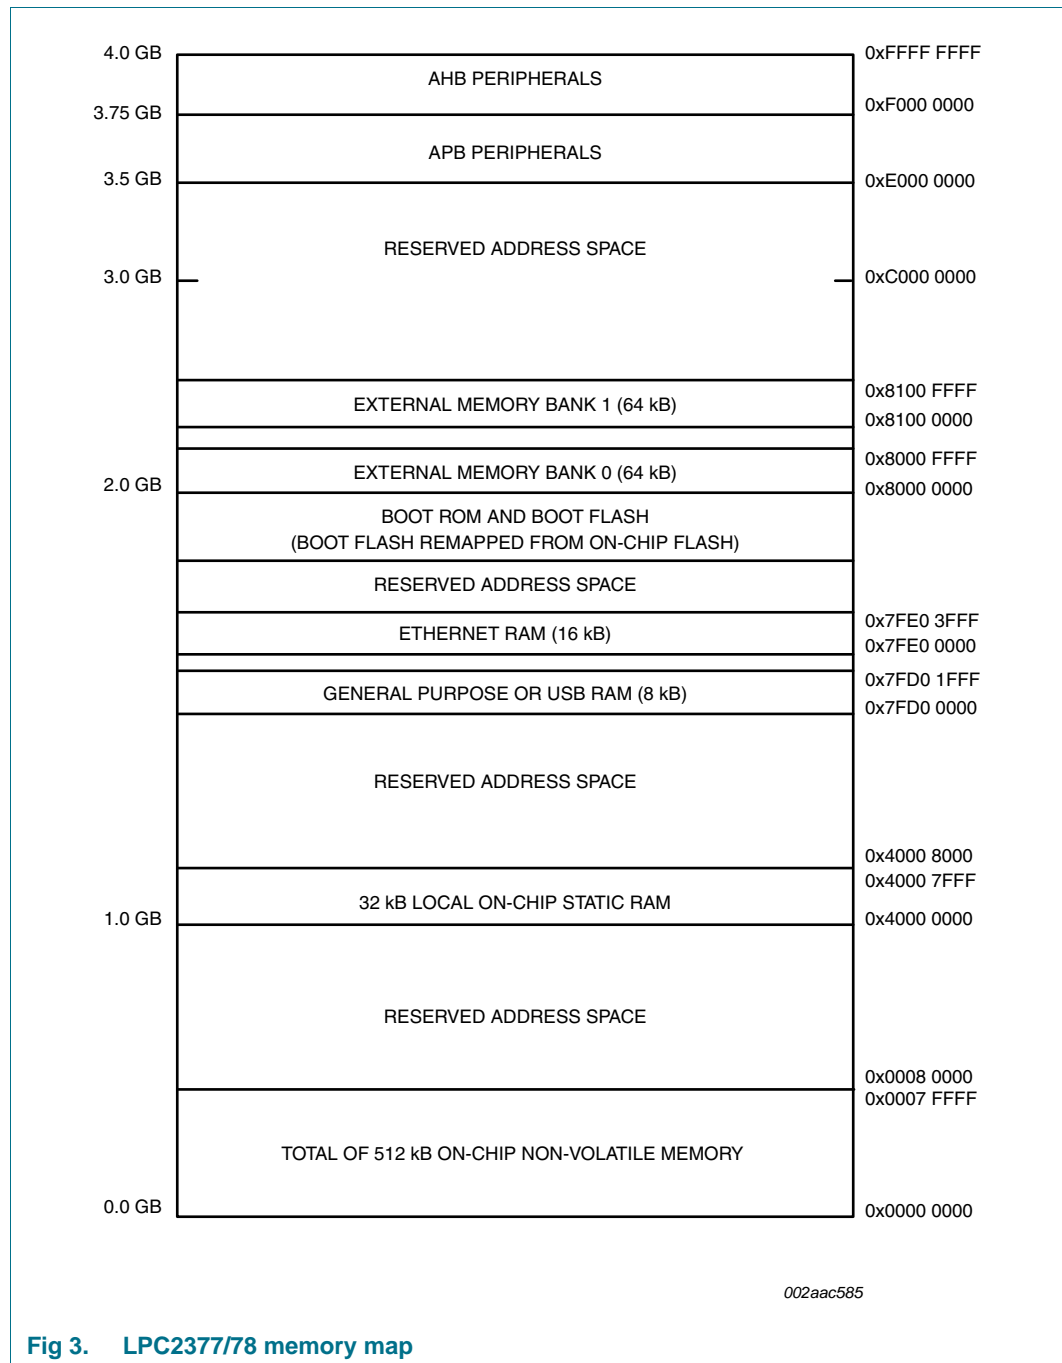 4.0 GB
0xFFFF FFFF
AHB PERIPHERALS
3.75 GB
0xF000 0000
APB PERIPHERALS
3.5 GB
0xE000 0000
RESERVED ADDRESS SPACE
3.0 GB
0xC000 0000
0x8100 FFFF
EXTERNAL MEMORY BANK 1 (64 kB)
0x8100 0000
0x8000 FFFF
EXTERNAL MEMORY BANK 0 (64 kB)
2.0 GB
0x8000 0000
BOOT ROM AND BOOT FLASH
(BOOT FLASH REMAPPED FROM ON-CHIP FLASH)
RESERVED ADDRESS SPACE
0x7FE0 3FFF
ETHERNET RAM (16 kB)
0x7FE0 0000
0x7FD0 1FFF
GENERAL PURPOSE OR USB RAM (8 kB)
0x7FD0 0000
RESERVED ADDRESS SPACE
0x4000 8000
0x4000 7FFF
32 kB LOCAL ON-CHIP STATIC RAM
1.0 GB
0x4000 0000
RESERVED ADDRESS SPACE
0x0008 0000
0x0007 FFFF
TOTAL OF 512 kB ON-CHIP NON-VOLATILE MEMORY
0.0 GB
0x0000 0000
002aac585
Fig 3. LPC2377/78 memory map